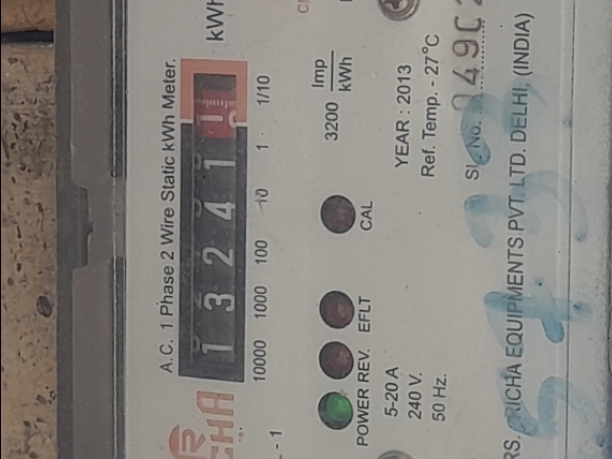 A.C. 1 Phase 2 Wire Static kWh Meter.
1 3 2 4 1 1
kWh
10000 1000 100 10 1 1/10
CHA
3200 Imp
kWh
CAL
EFLT
REV.
POWER
5-20 A
240 V.
50 Hz.
YEAR : 2013
Ref. Temp. - 27°C
Sl. No.
RICHA EQUIPMENTS PVT. LTD. DELHI, (INDIA)